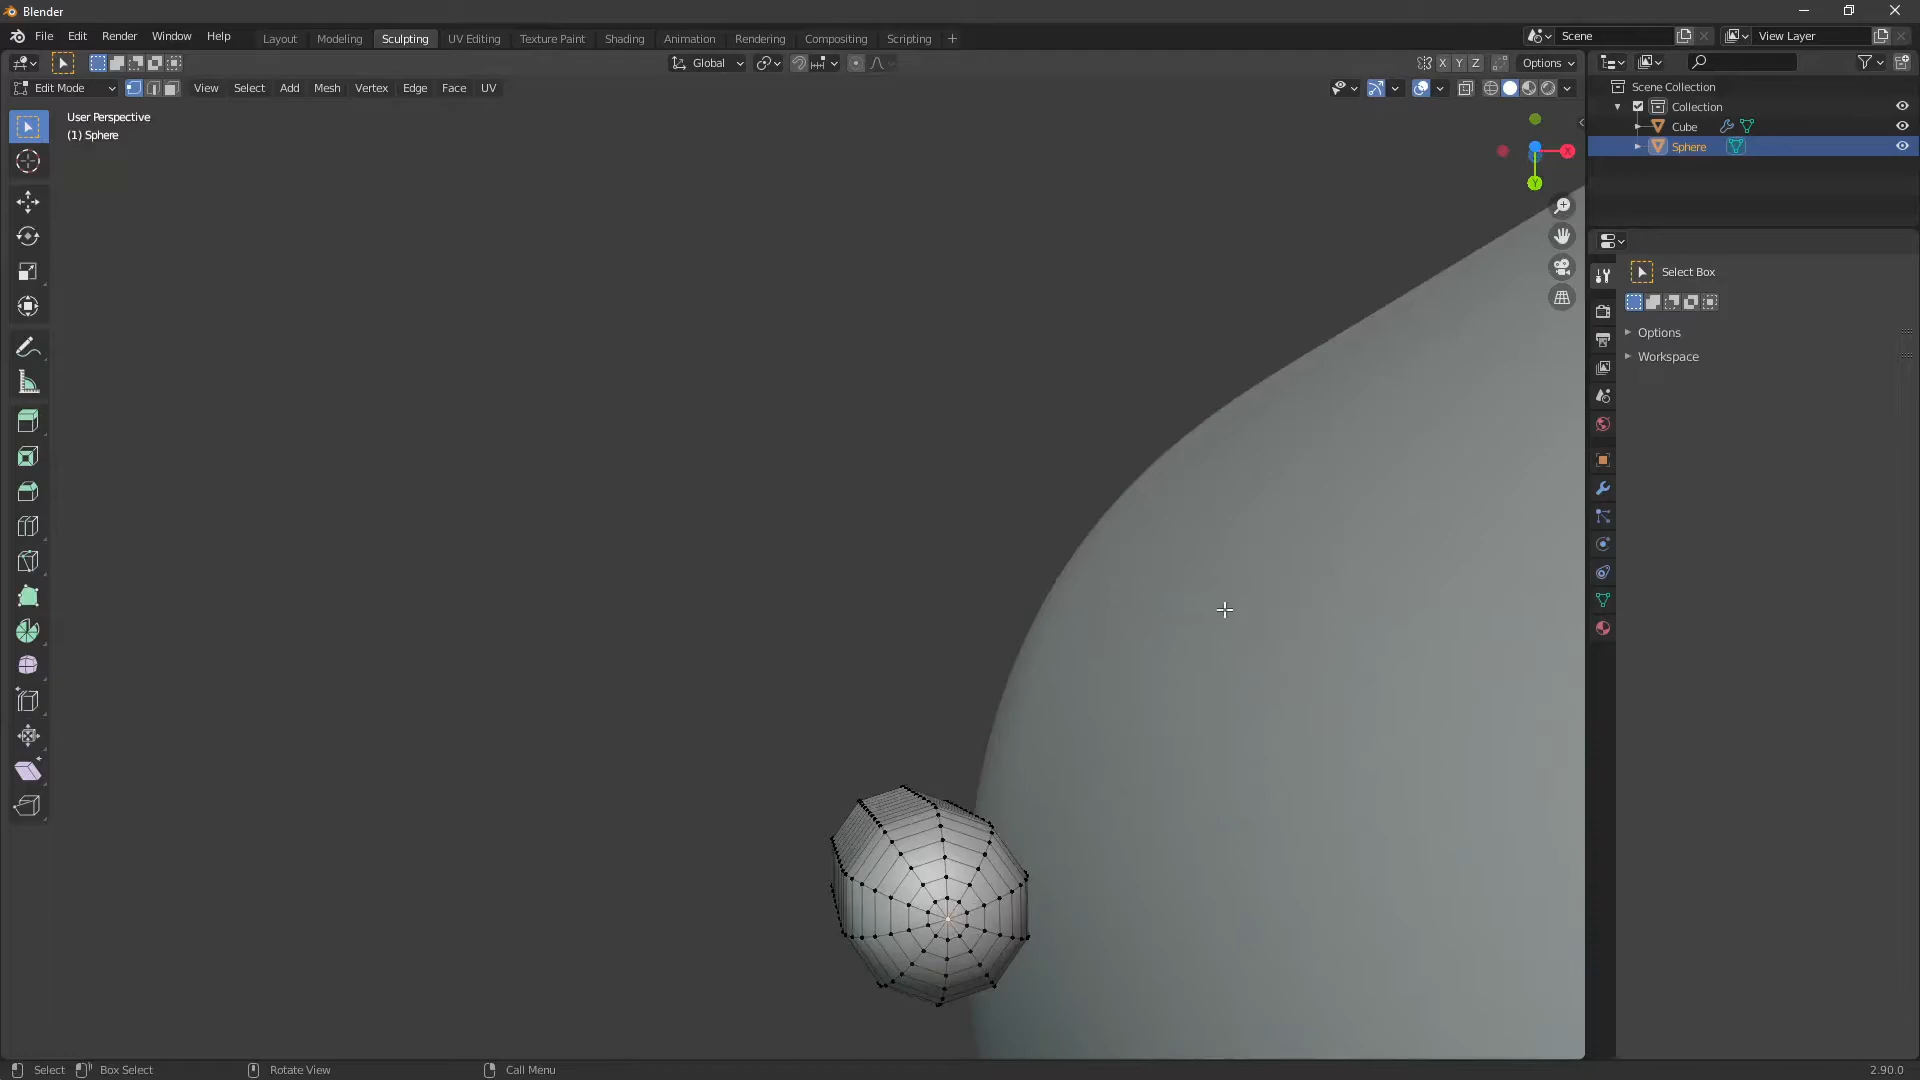 Blender
File Edit Render Window Help
Layout Modeling Sculpting UV Editing Texture Paint Shading Animation Rendering Compositing Scripting +
Scene
View Layer
Global
X Y Z
Options
Edit Mode
View Select Add Mesh Vertex Edge Face UV
User Perspective
(1) Sphere
X
Y
Scene Collection
Collection
Cube
Sphere
Select Box
Options
Workspace
Select
Box Select
Rotate View
Call Menu
2.90.0